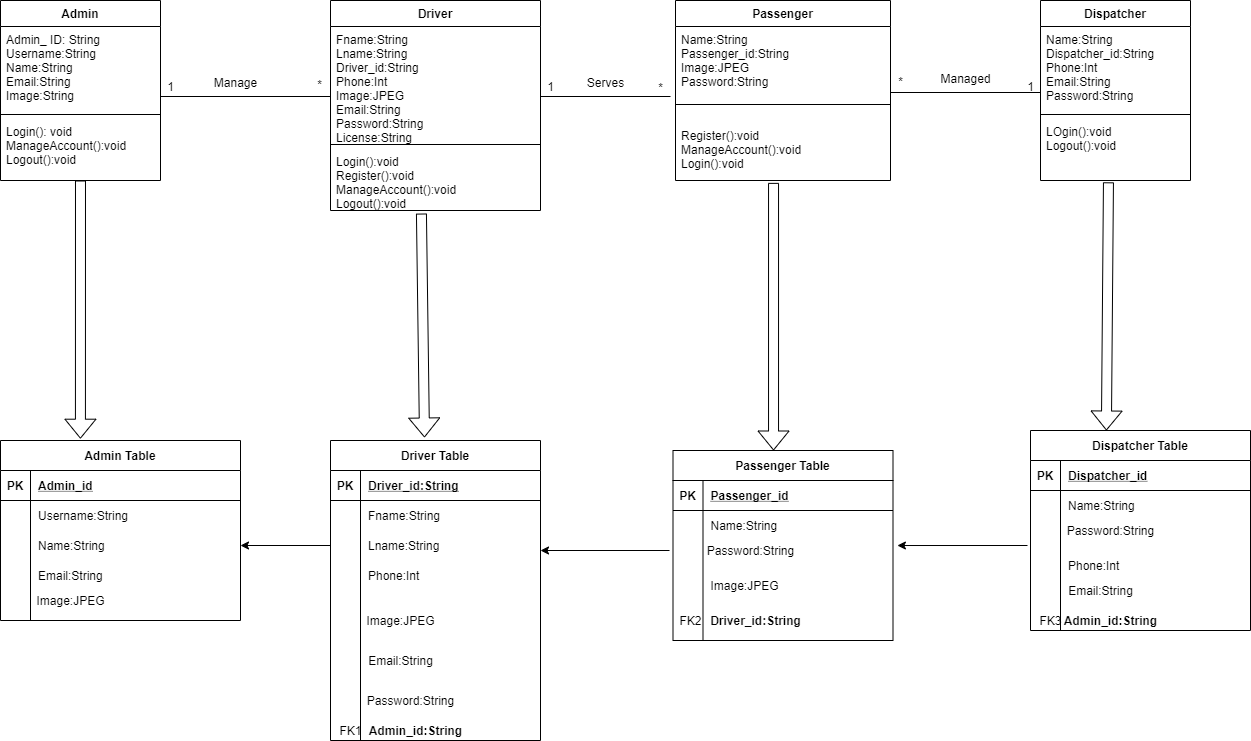 Admin
Admin_ ID: String
Username:String
Name:String
Email:String
Image:String
Login(): void
ManageAccount():void
Logout():void
1
Manage
*
Driver
Fname:String
Lname:String
Driver_id:String
Phone:Int
Image:JPEG
Email:String
Password:String
License:String
Login():void
Register():void
ManageAccount():void
Logout():void
1
Serves
*
Passenger
Name:String
Passenger_id:String
Image:JPEG
Password:String
Register():void
ManageAccount():void
Login():void
*
Managed
1
Dispatcher
Name:String
Dispatcher_id:String
Phone:Int
Email:String
Password:String
LOgin():void
Logout():void
Admin Table
PK Admin_id
Username:String
Name:String
Email:String
Image:JPEG
Driver Table
PK Driver_id:String
Fname:String
Lname:String
Phone:Int
Image:JPEG
Email:String
Password:String
FK1 Admin_id:String
Passenger Table
PK Passenger_id
Name:String
Password:String
Image:JPEG
FK2 Driver_id:String
Dispatcher Table
PK Dispatcher_id
Name:String
Password:String
Phone:Int
Email:String
FK3 Admin_id:String